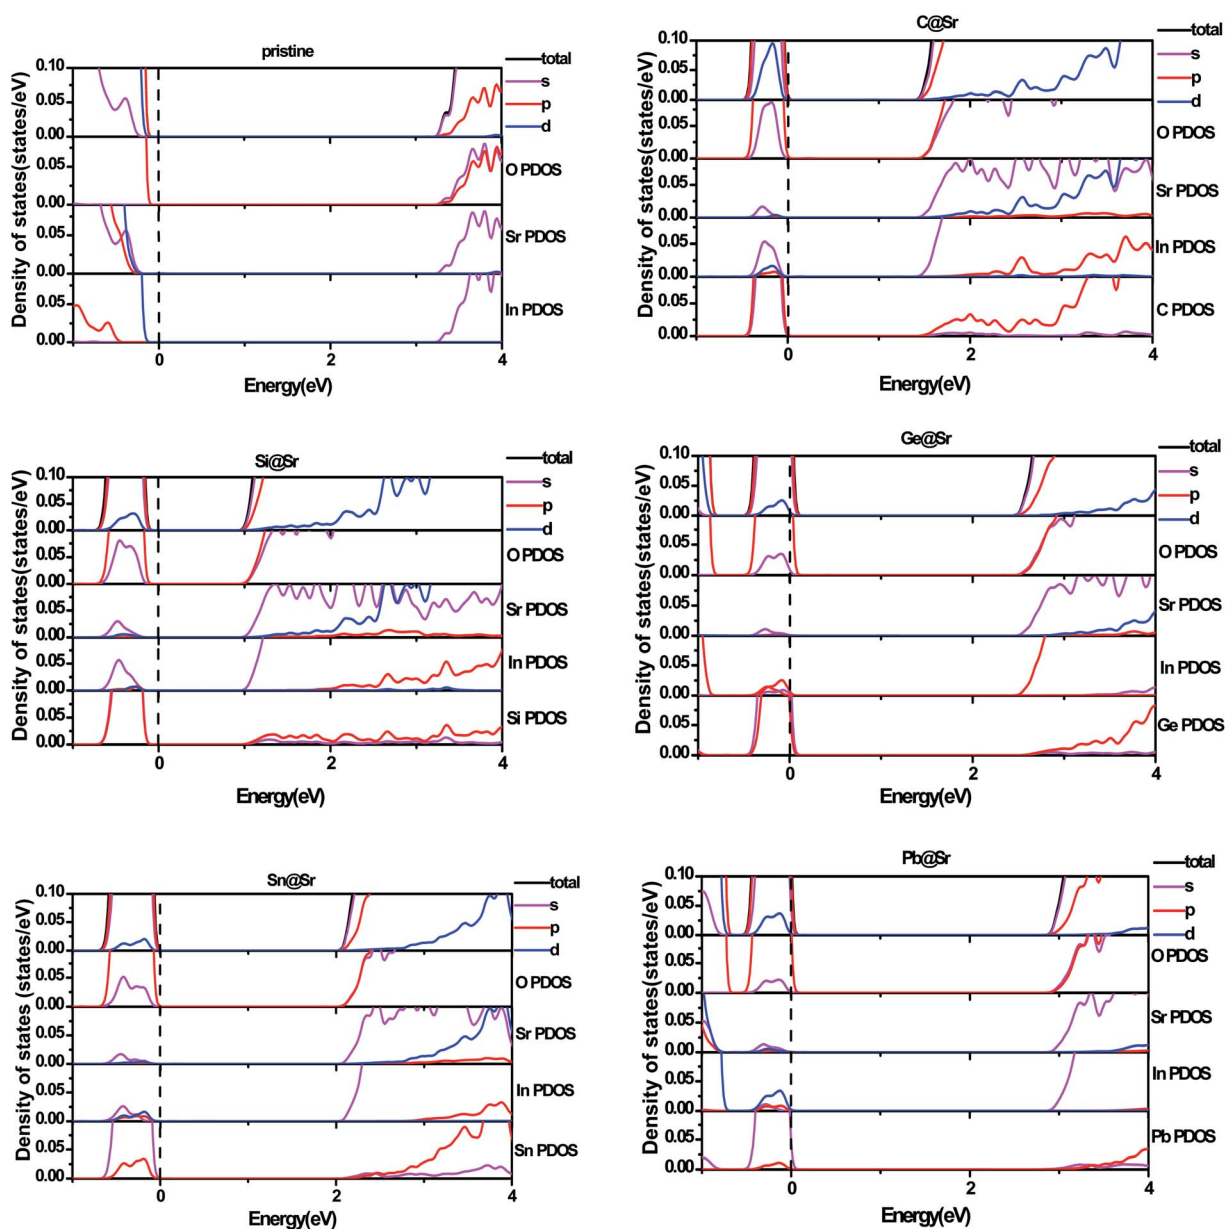 pristine
Density of states(states/eV)
0.10
0.05
0.00
0.05
0.00
0.05
0.00
0.05
0.00
total
s
p
d
O PDOS
Sr PDOS
In PDOS
0
2
4
Energy(eV)
C@Sr
Density of states(states/eV)
0.10
0.05
0.00
0.05
0.00
0.05
0.00
0.05
0.00
0.05
0.00
total
s
p
d
O PDOS
Sr PDOS
In PDOS
C PDOS
0
2
4
Energy(eV)
Si@Sr
Density of states(states/eV)
0.10
0.05
0.00
0.05
0.00
0.05
0.00
0.05
0.00
0.05
0.00
total
s
p
d
O PDOS
Sr PDOS
In PDOS
Si PDOS
0
2
4
Energy(eV)
Ge@Sr
Density of states(states/eV)
0.10
0.05
0.00
0.05
0.00
0.05
0.00
0.05
0.00
0.05
0.00
total
s
p
d
O PDOS
Sr PDOS
In PDOS
Ge PDOS
0
2
4
Energy(eV)
Sn@Sr
Density of states (states/eV)
0.10
0.05
0.00
0.05
0.00
0.05
0.00
0.05
0.00
0.05
0.00
total
s
p
d
O PDOS
Sr PDOS
In PDOS
Sn PDOS
0
2
4
Energy(eV)
Pb@Sr
Density of states(states/eV)
0.10
0.05
0.00
0.05
0.00
0.05
0.00
0.05
0.00
0.05
0.00
total
s
p
d
O PDOS
Sr PDOS
In PDOS
Pb PDOS
0
2
4
Energy(eV)